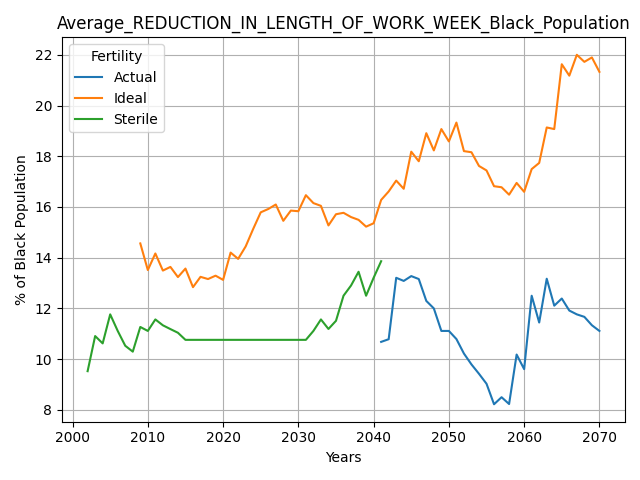 Average_REDUCTION_IN_LENGTH_OF_WORK_WEEK_Black_Population
Fertility
Actual
Ideal
Sterile
% of Black Population
22
20
18
16
14
12
10
8
2000 2010 2020 2030 2040 2050 2060 2070
Years